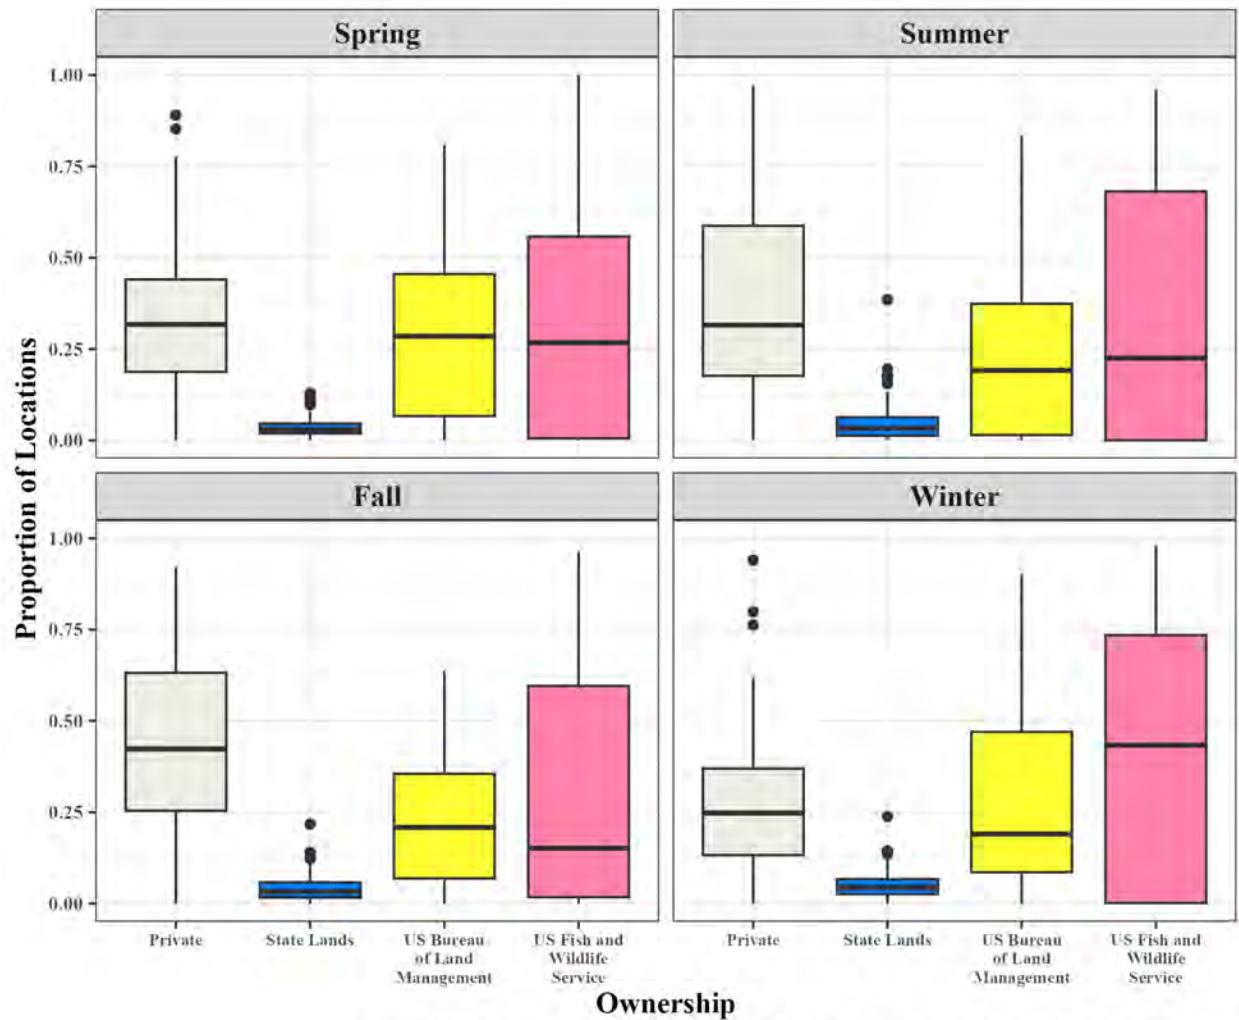 Spring
Summer
1.00
0.75
0.50
0.25
0.00
Fall
Winter
1.00
0.75
0.50
0.25
0.00
Proportion of Locations
Private
State Lands
US Bureau
of Land
Management
US Fish and
Wildlife
Service
Private
State Lands
US Bureau
of Land
Management
US Fish and
Wildlife
Service
Ownership